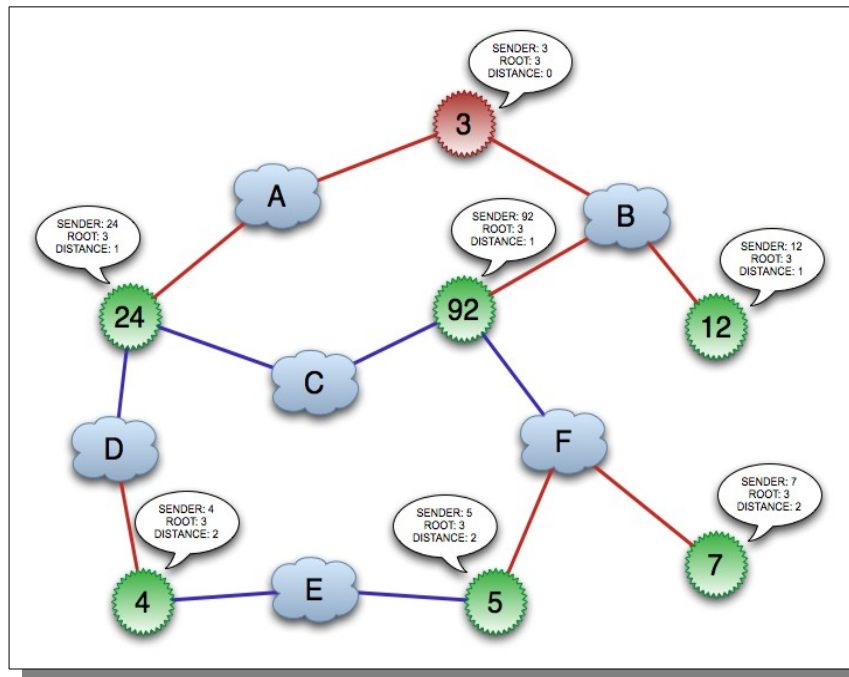 SENDER: 3
ROOT: 3
DISTANCE: 0
3
A
B
SENDER: 24
ROOT: 3
DISTANCE: 1
SENDER: 92
ROOT: 3
DISTANCE: 1
SENDER: 12
ROOT: 3
DISTANCE: 1
24
92
12
C
D
F
SENDER: 4
ROOT: 3
DISTANCE: 2
SENDER: 5
ROOT: 3
DISTANCE: 2
SENDER: 7
ROOT: 3
DISTANCE: 2
4
E
5
7